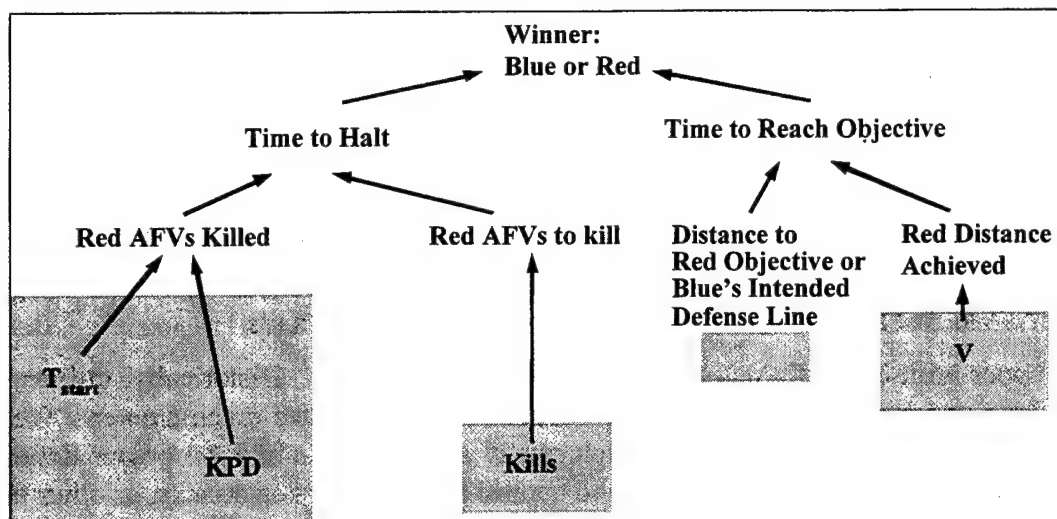 Winner:
Blue or Red
Time to Halt
Time to Reach Objective
Red AFVs Killed
Red AFVs to kill
Distance to
Red Objective or
Blue's Intended
Defense Line
Red Distance
Achieved
V
Tstart
KPD
Kills